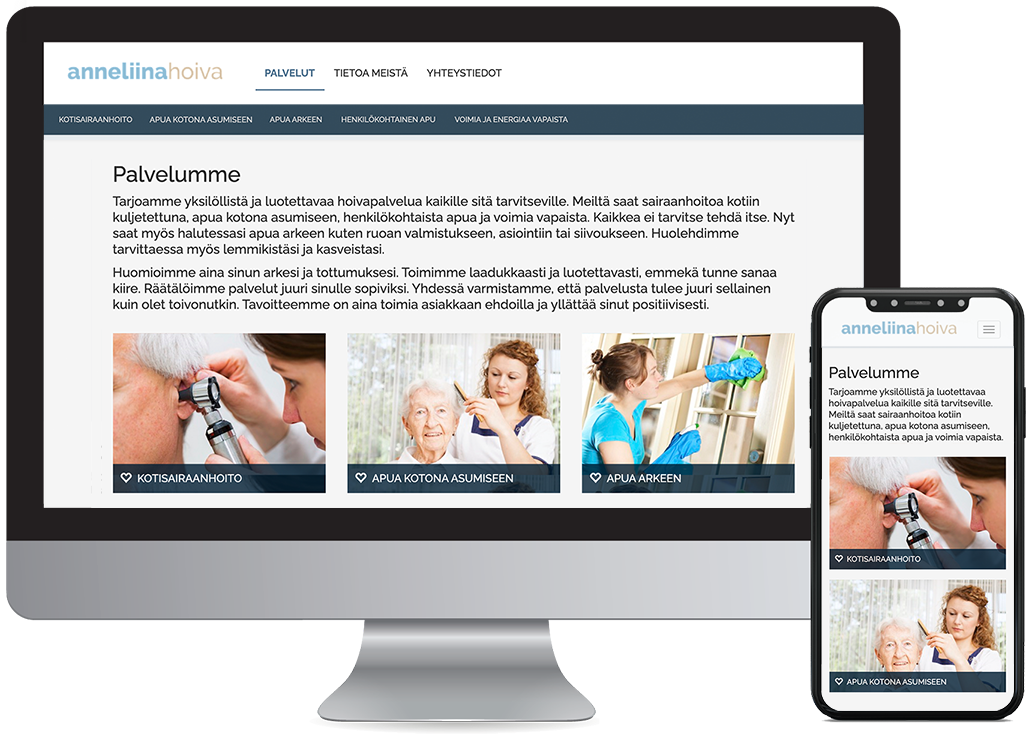 anneliinahoiva
PALVELUT TIETOA MEISTÄ YHTEYSTIEDOT
KOTISAIRAANHOITO APUA KOTONA ASUMISEEN APUA ARKEEN HENKILÖKOHTAINEN APU VOIMIA JA ENERGIAA VAPAISTA
Palvelumme
Tarjoamme yksilöllistä ja luotettavaa hoivapalvelua kaikille sitä tarvitseville. Meiltä saat sairaanhoitoa kotiin
kuljetettuna, apua kotona asumiseen, henkilökohtaista apua ja voimia vapaista. Kaikkea ei tarvitse tehdä itse. Nyt
saat myös halutessasi apua arkeen kuten ruoan valmistukseen, asiointiin tai siivoukseen. Huolehdimme
tarvittaessa myös lemmikistäsi ja kasveistasi.
Huomioimme aina sinun arkesi ja tottumuksesi. Toimimme laadukkaasti ja luotettavasti, emmekä tunne sanaa
kiire. Räätälöimme palvelut juuri sinulle sopiviksi. Yhdessä varmistamme, että palvelusta tulee juuri sellainen
kuin olet toivonutkin. Tavoitteemme on aina toimia asiakkaan ehdoilla ja yllättää sinut positiivisesti.
KOTISAIRAANHOITO
APUA KOTONA ASUMISEEN
APUA ARKEEN
anneliinahoiva
Palvelumme
Tarjoamme yksilöllistä ja luotettavaa
hoivapalvelua kaikille sitä tarvitseville.
Meiltä saat sairaanhoitoa kotiin
kuljetettuna, apua kotona asumiseen,
henkilökohtaista apua ja voimia vapaista.
KOTISAIRAANHOITO
APUA KOTONA ASUMISEEN